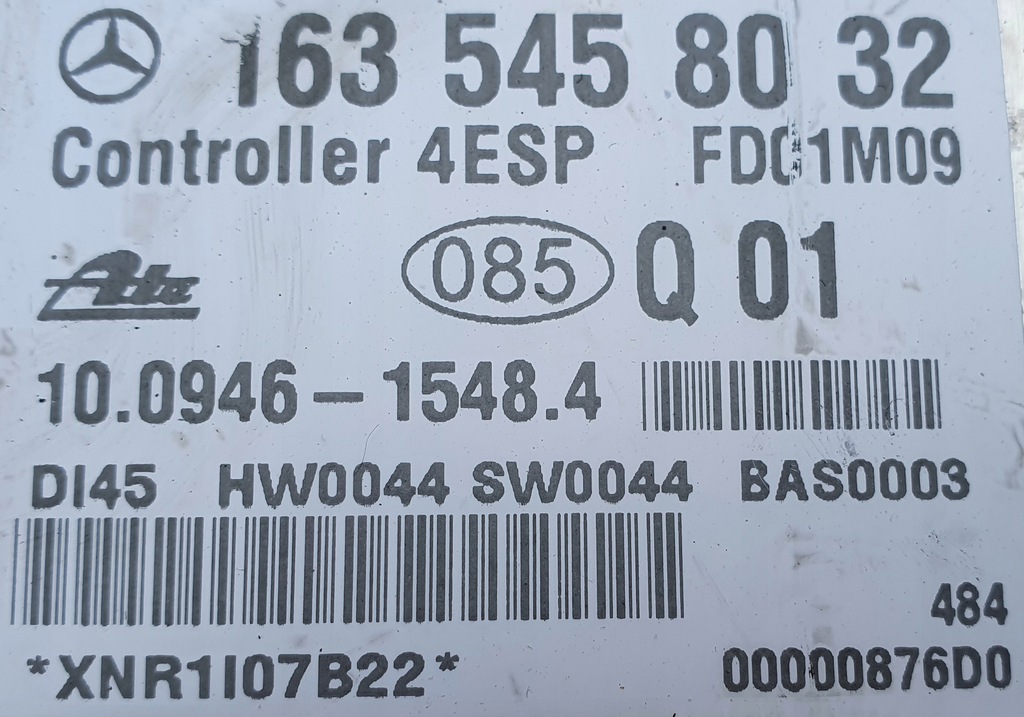 163 545 80 32
Controller 4ESP FD01M09
Ate 085 Q 01
10.0946-1548.4
DI45 HW0044 SW0044 BAS0003
484
*XNR1I07B22* 00000876D0